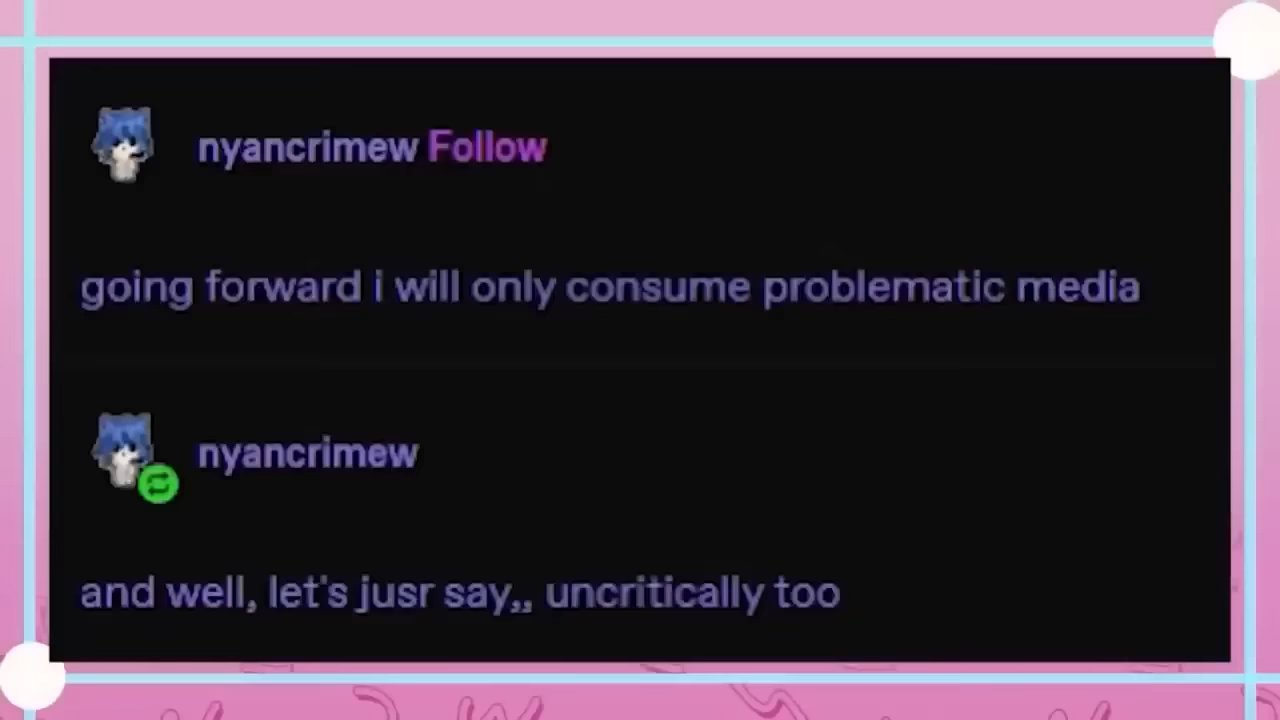 nyancrimew Follow
going forward i will only consume problematic media
nyancrimew
and well, let's jusr say,, uncritically too